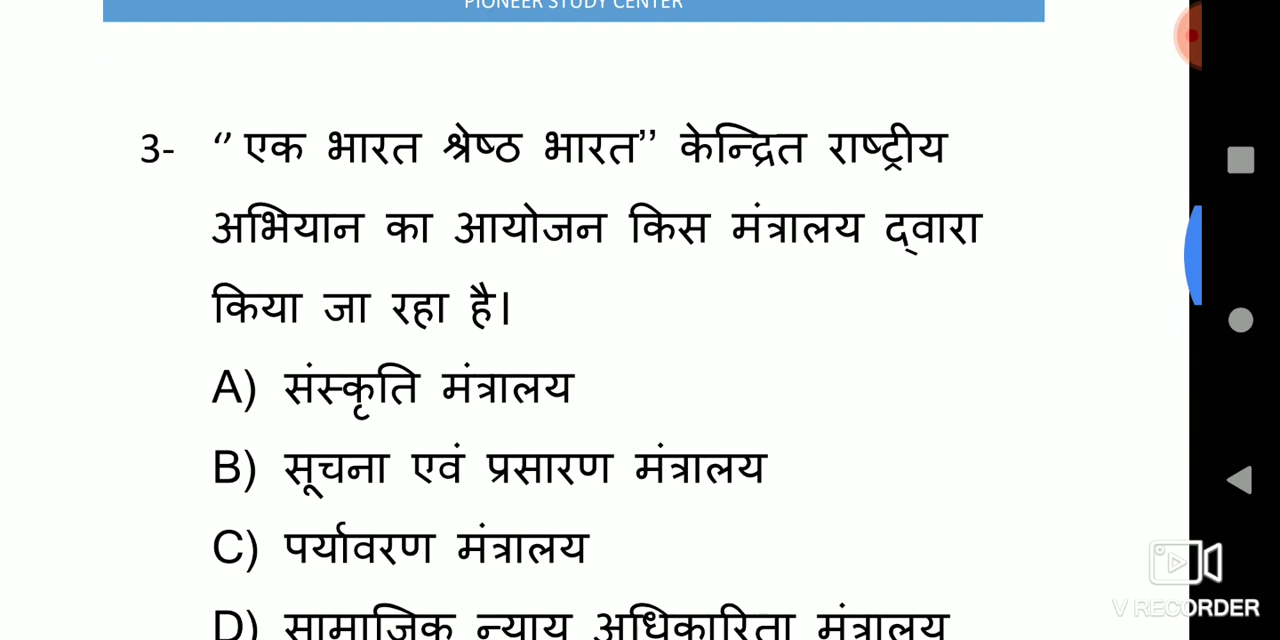 PIONEER STUDY CENTER
3- “ एक भारत श्रेष्ठ भारत” केन्द्रित राष्ट्रीय
अभियान का आयोजन किस मंत्रालय द्वारा
किया जा रहा है।
A) संस्कृति मंत्रालय
B) सूचना एवं प्रसारण मंत्रालय
C) पर्यावरण मंत्रालय
D) सामाजिक न्याय अधिकारिता मंत्रालय
V RECORDER